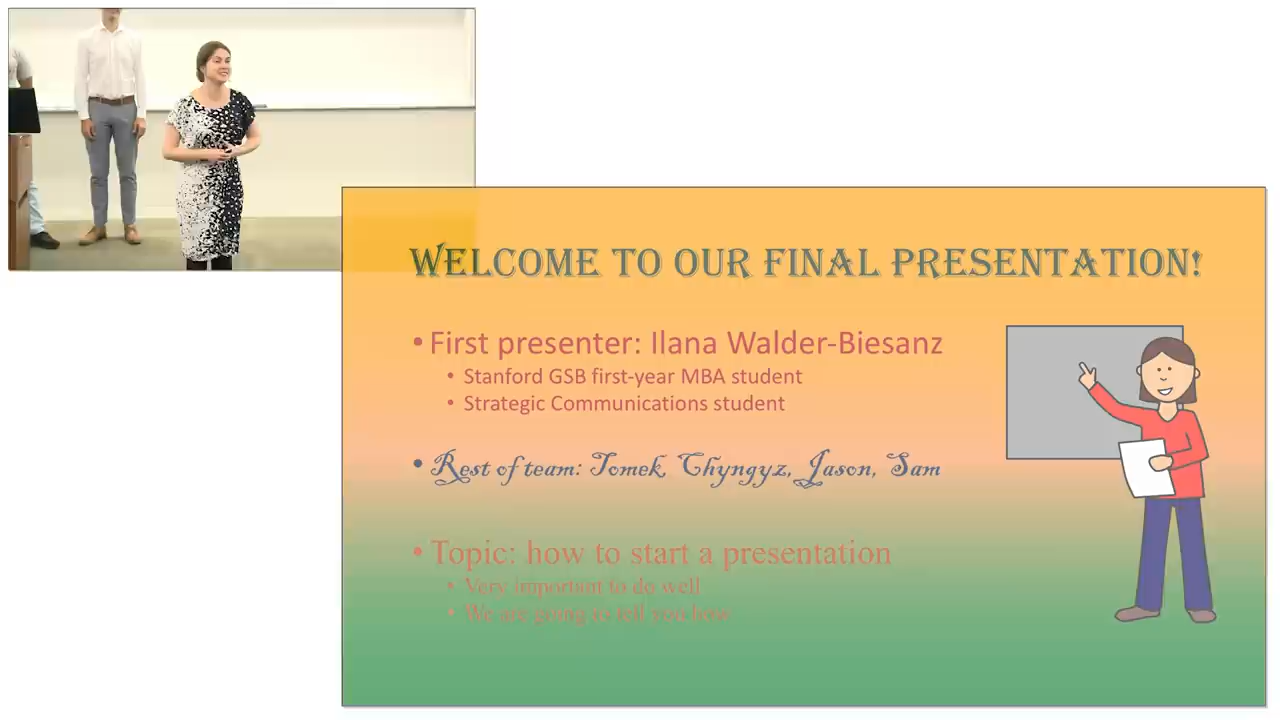 WELCOME TO OUR FINAL PRESENTATION!
• First presenter: Ilana Walder-Biesanz
• Stanford GSB first-year MBA student
• Strategic Communications student
• Rest of team: Tomek, Chyngyz, Jason, Sam
• Topic: how to start a presentation
• Very important to do well
• We are going to tell you how